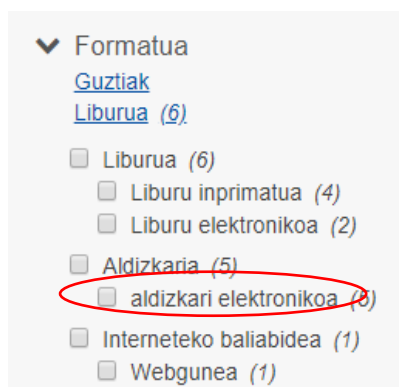 Formatua
Guztiak
Liburua (6)
Liburua (6)
Liburu inprimatua (4)
Liburu elektronikoa (2)
Aldizkaria (5)
aldizkari elektronikoa (5)
Interneteko baliabidea (1)
Webgunea (1)